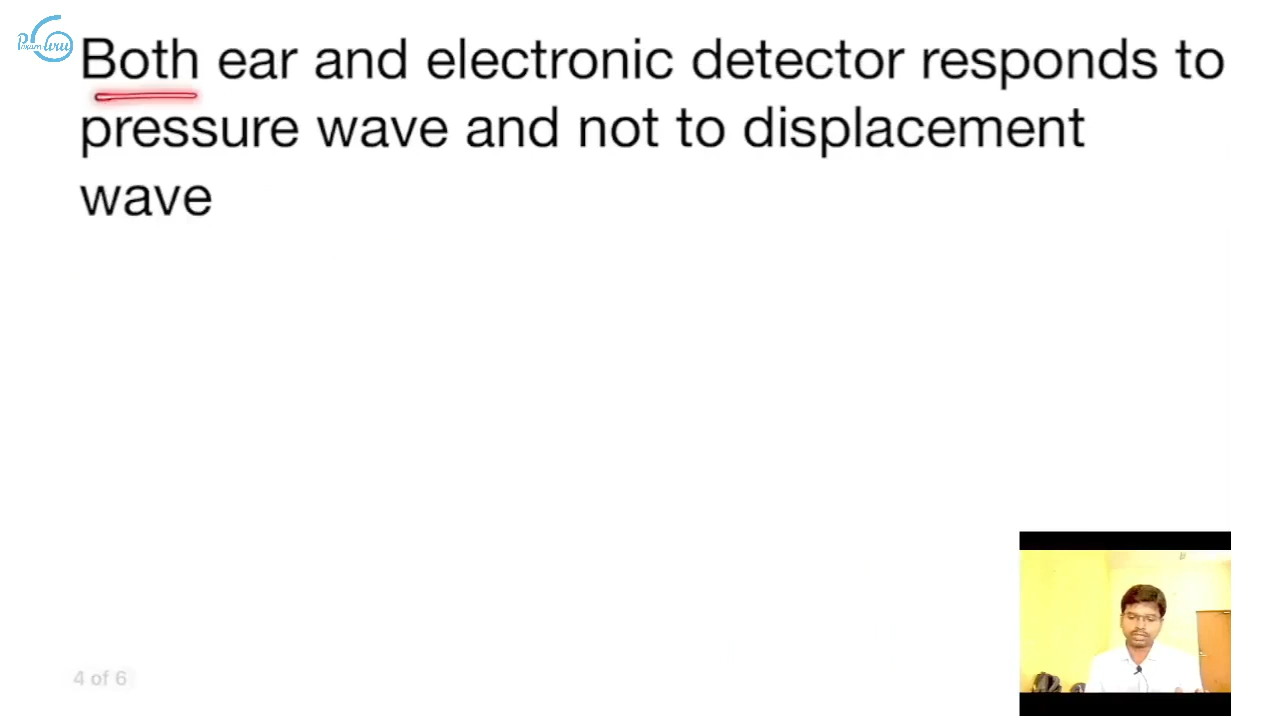 Both ear and electronic detector responds to
pressure wave and not to displacement
wave
4 of 6